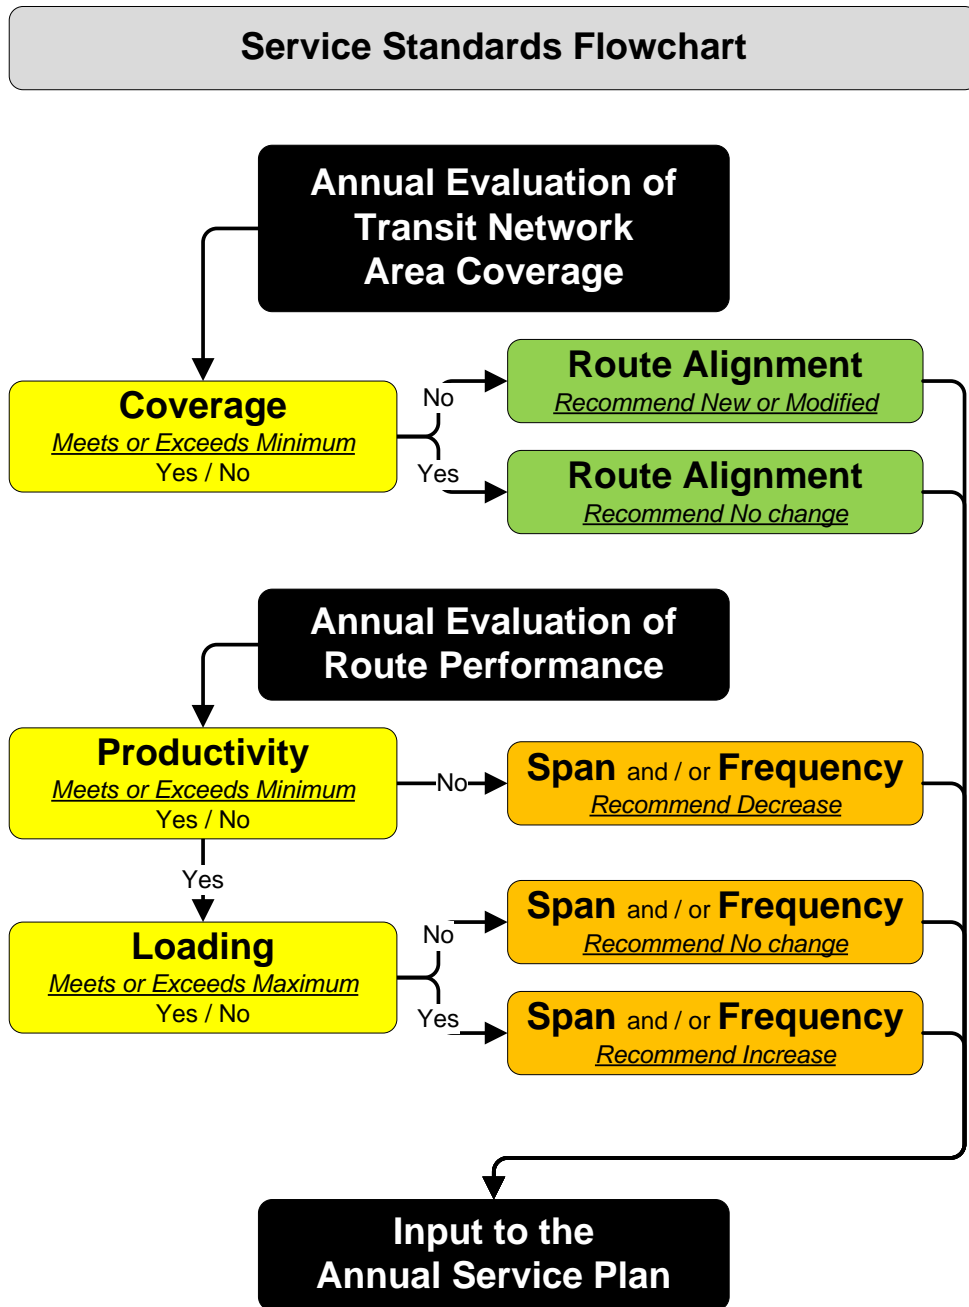 Service Standards Flowchart
Annual Evaluation of
Transit Network
Area Coverage
Coverage
Meets or Exceeds Minimum
Yes / No
No
Yes
Route Alignment
Recommend New or Modified
Route Alignment
Recommend No change
Annual Evaluation of
Route Performance
Productivity
Meets or Exceeds Minimum
Yes / No
No
Span and / or Frequency
Recommend Decrease
Yes
Loading
Meets or Exceeds Maximum
Yes / No
No
Yes
Span and / or Frequency
Recommend No change
Span and / or Frequency
Recommend Increase
Input to the
Annual Service Plan